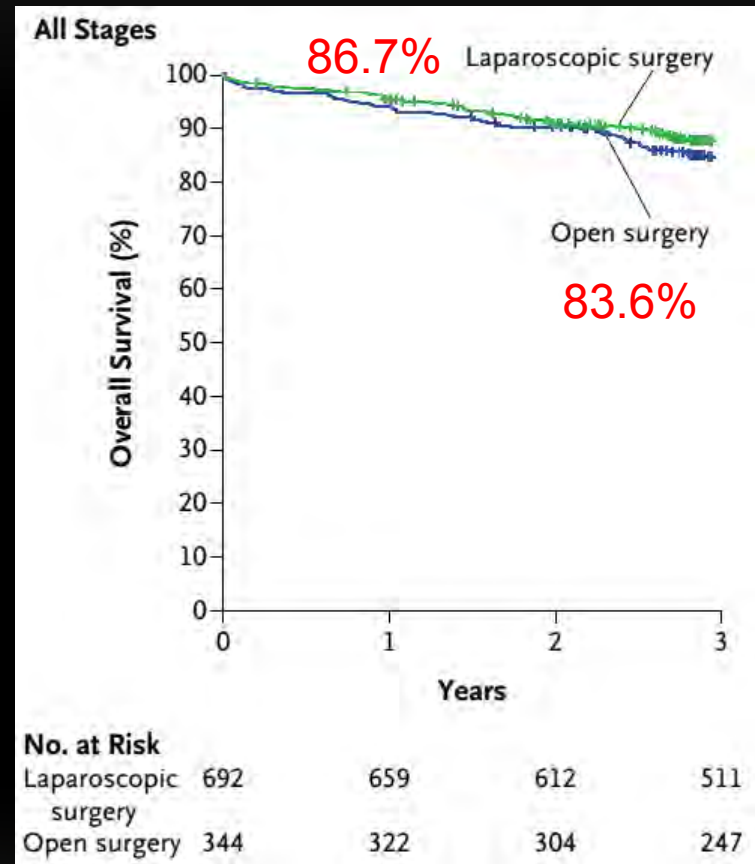 All Stages
86.7%
Laparoscopic surgery
100
90
80
70
60
50
40
30
20
10
0
Overall Survival (%)
Open surgery
83.6%
0 1 2 3
Years
No. at Risk
Laparoscopic 692 659 612 511
surgery
Open surgery 344 322 304 247